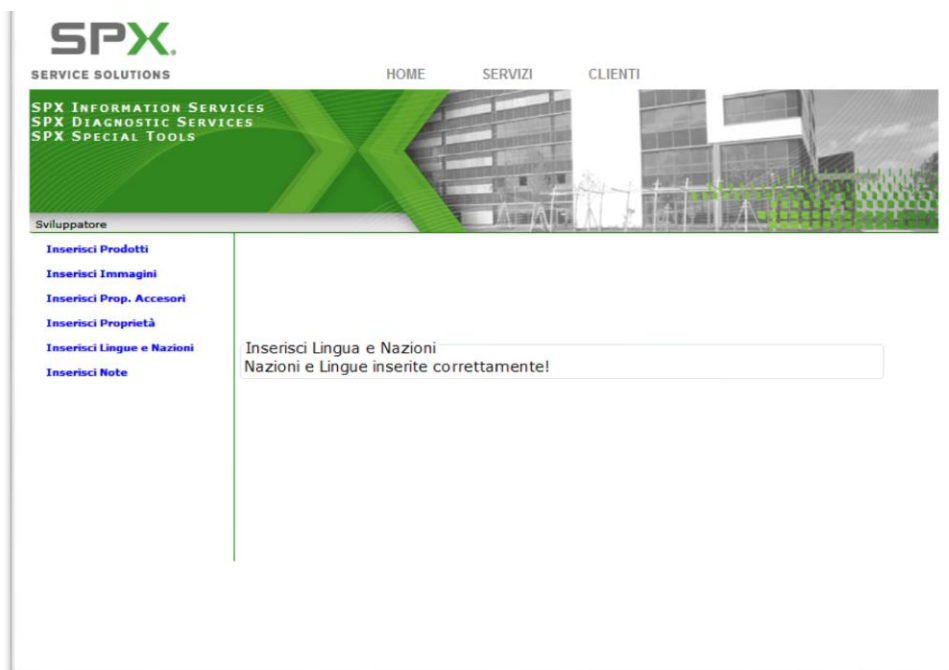 SPX.
SERVICE SOLUTIONS
HOME SERVIZI CLIENTI
SPX INFORMATION SERVICES
SPX DIAGNOSTIC SERVICES
SPX SPECIAL TOOLS
Sviluppatore
Inserisci Prodotti
Inserisci Immagini
Inserisci Prop. Accesori
Inserisci Proprietà
Inserisci Lingue e Nazioni
Inserisci Note
Inserisci Lingua e Nazioni
Nazioni e Lingue inserite correttamente!